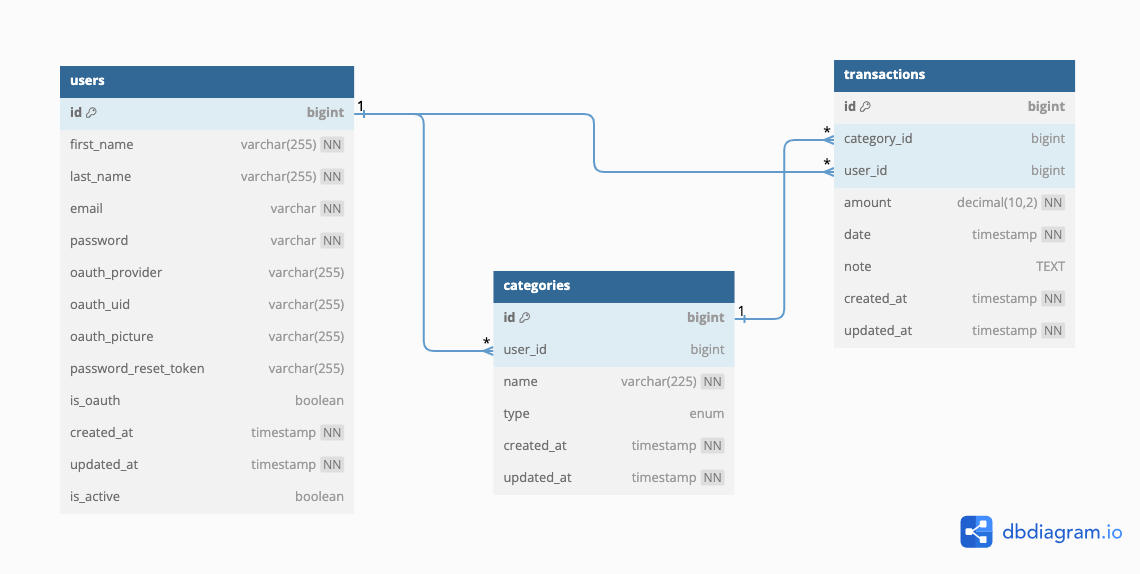 users
id bigint
first_name varchar(255) NN
last_name varchar(255) NN
email varchar NN
password varchar NN
oauth_provider varchar(255)
oauth_uid varchar(255)
oauth_picture varchar(255)
password_reset_token varchar(255)
is_oauth boolean
created_at timestamp NN
updated_at timestamp NN
is_active boolean
1
*
categories
id bigint
user_id bigint
name varchar(225) NN
type enum
created_at timestamp NN
updated_at timestamp NN
1
*
*
transactions
id bigint
category_id bigint
user_id bigint
amount decimal(10,2) NN
date timestamp NN
note TEXT
created_at timestamp NN
updated_at timestamp NN
dbdiagram.io